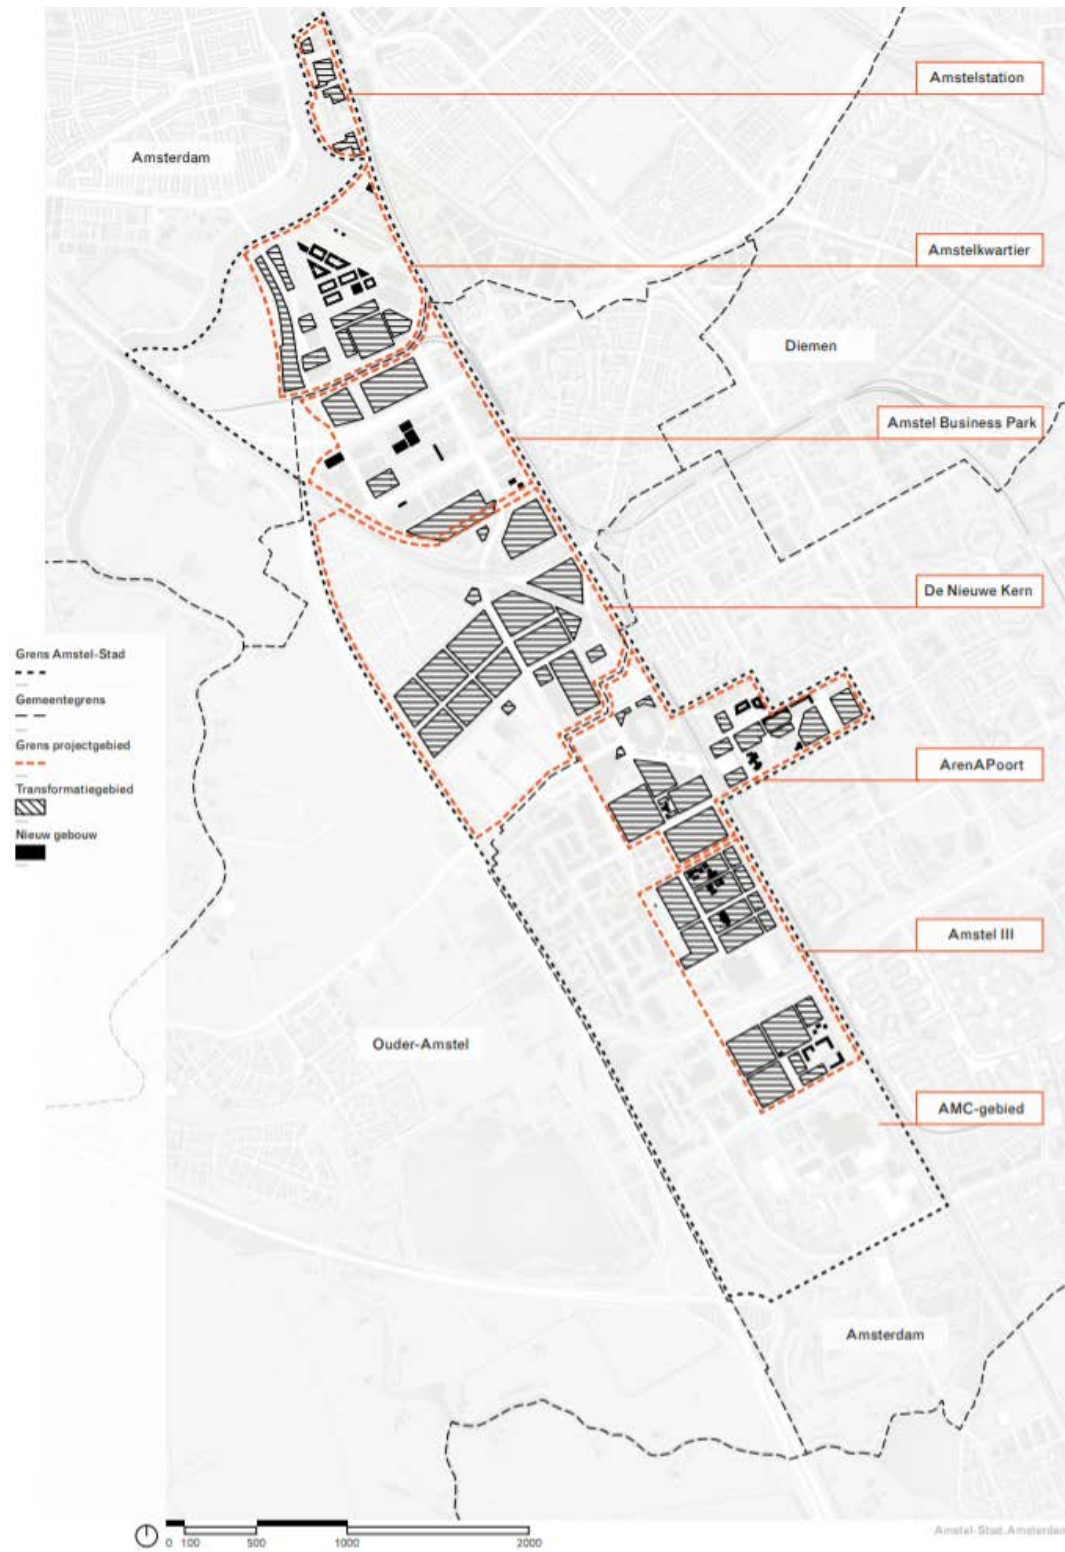 Amstelstation
Amsterdam
Amstelkwartier
Diemen
Amstel Business Park
De Nieuwe Kern
Grens Amstel-Stad
Gemeentegrens
Grens projectgebied
Transformatiegebied
Nieuw gebouw
ArenAPoort
Amstel III
Ouder-Amstel
AMC-gebied
Amsterdam
0 100 500 1000 2000
Amstel-Stad. Amsterdam